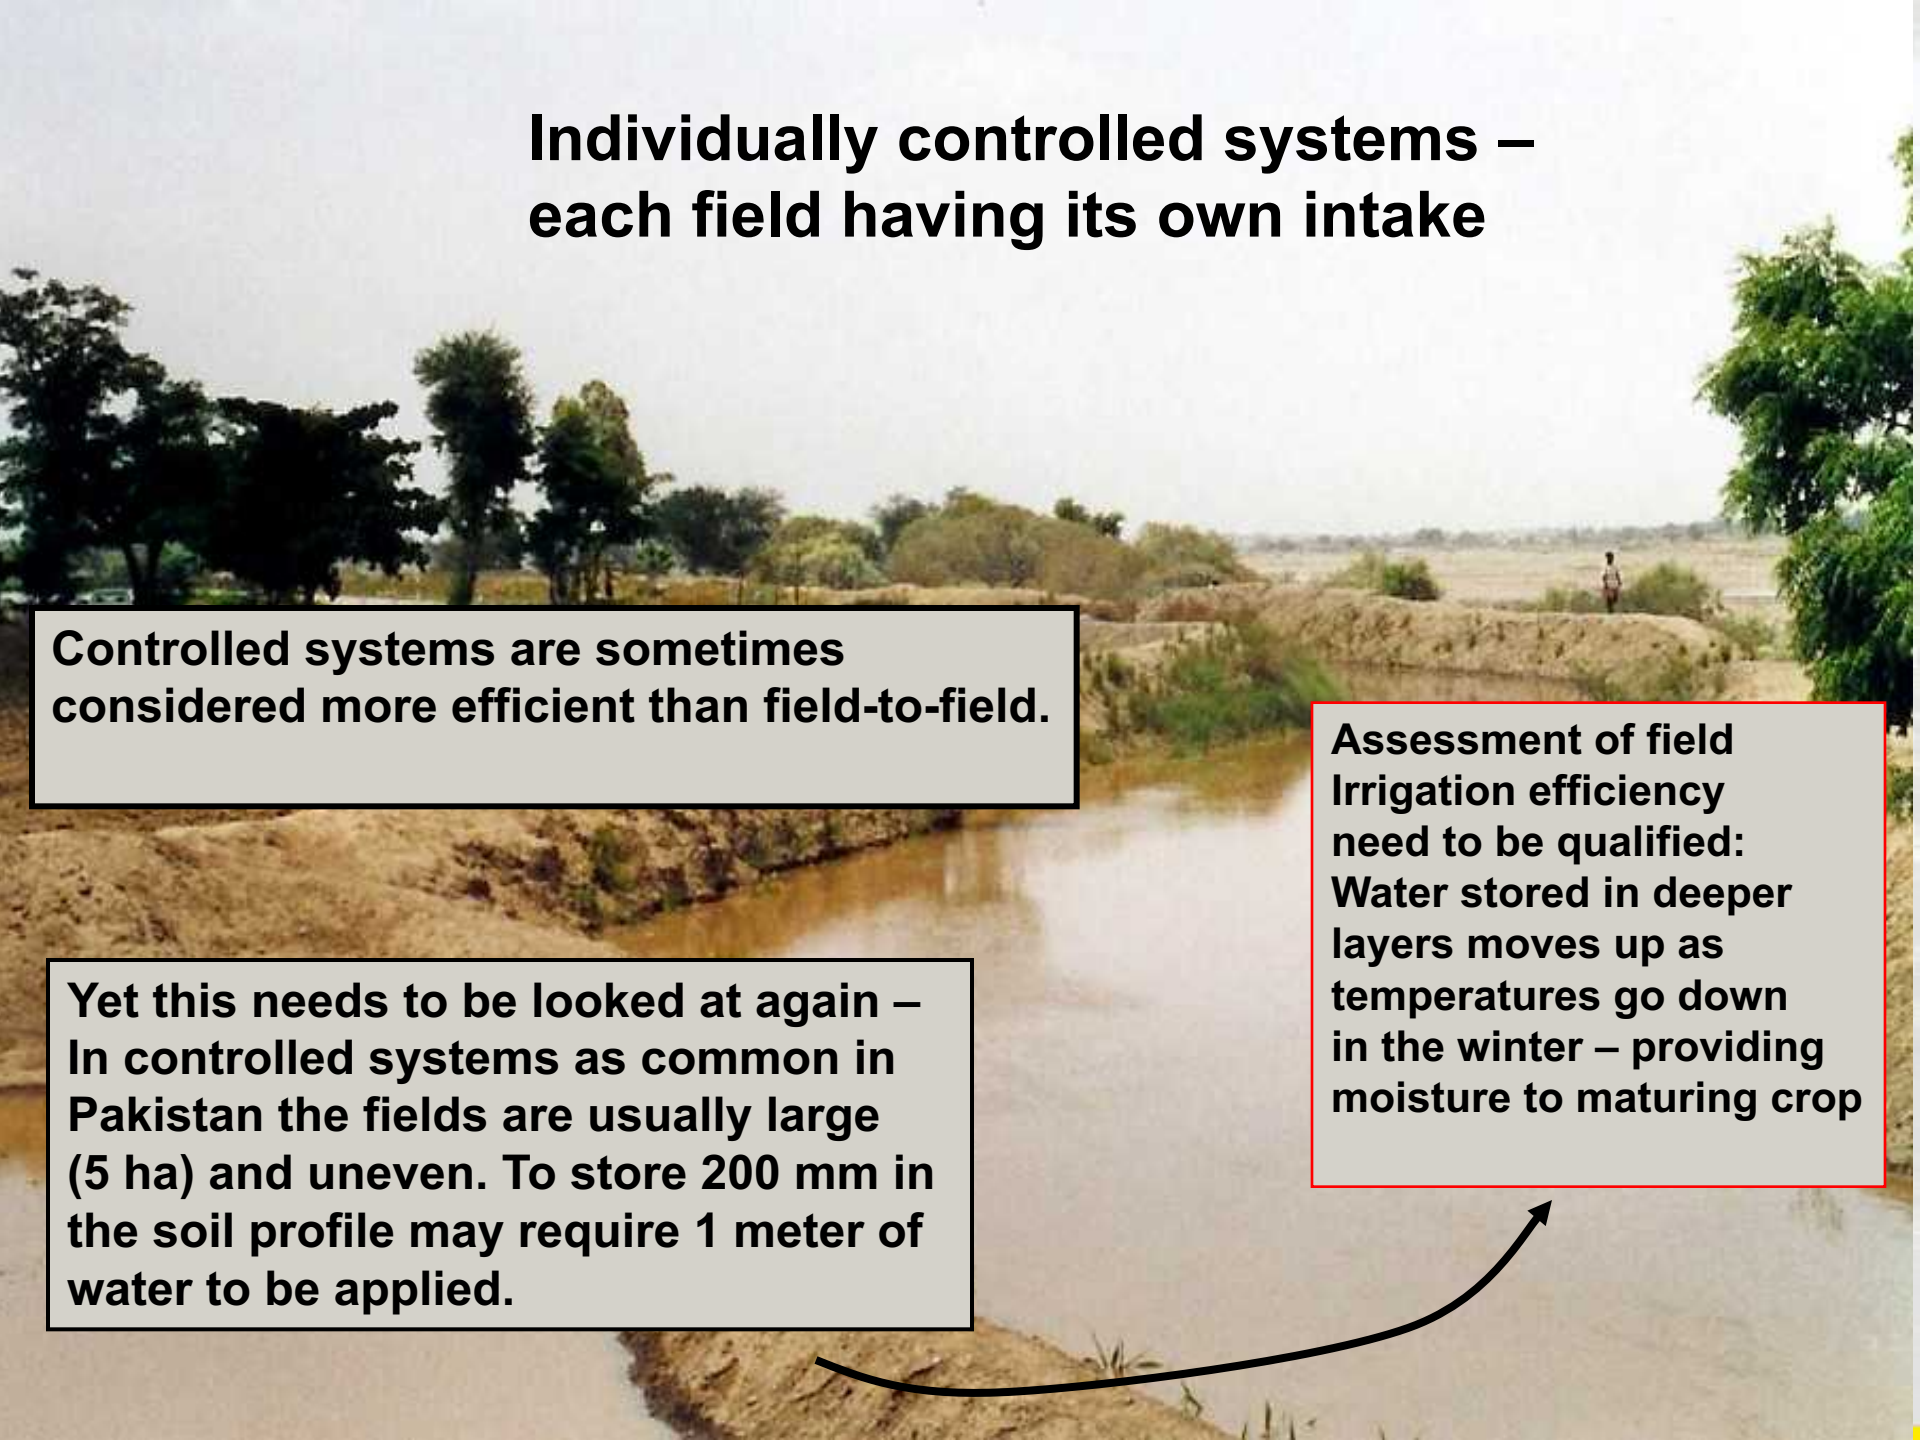 Individually controlled systems –
each field having its own intake
Controlled systems are sometimes
considered more efficient than field-to-field.
Yet this needs to be looked at again –
In controlled systems as common in
Pakistan the fields are usually large
(5 ha) and uneven. To store 200 mm in
the soil profile may require 1 meter of
water to be applied.
Assessment of field
Irrigation efficiency
need to be qualified:
Water stored in deeper
layers moves up as
temperatures go down
in the winter – providing
moisture to maturing crop